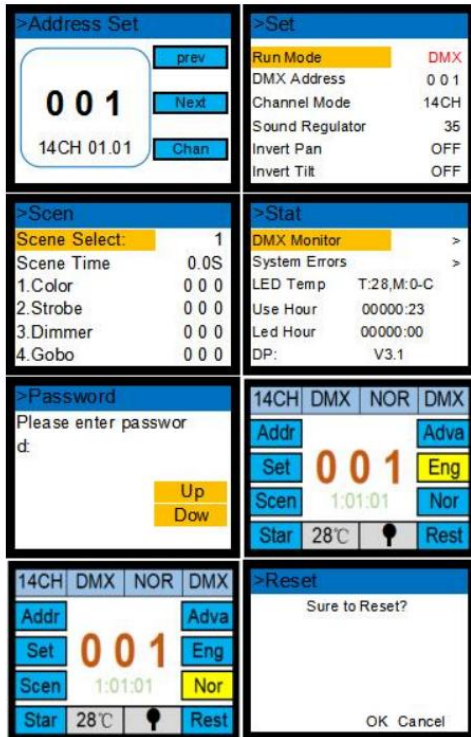 >Address Set
prev
0 0 1
Next
14CH 01.01
Chan
>Set
Run Mode DMX
DMX Address 0 0 1
Channel Mode 14CH
Sound Regulator 35
Invert Pan OFF
Invert Tilt OFF
>Scen
Scene Select: 1
Scene Time 0.0S
1.Color 0 0 0
2.Strobe 0 0 0
3.Dimmer 0 0 0
4.Gobo 0 0 0
>Stat
DMX Monitor >
System Errors >
LED Temp T:28,M:0-C
Use Hour 00000:23
Led Hour 00000:00
DP: V3.1
>Password
Please enter passwor
d:
Up
Dow
14CH DMX NOR DMX
Addr Adva
Set 0 0 1 Eng
Scen 1:01:01 Nor
Star 28℃ Rest
14CH DMX NOR DMX
Addr Adva
Set 0 0 1 Eng
Scen 1:01:01 Nor
Star 28℃ Rest
>Reset
Sure to Reset?
OK Cancel